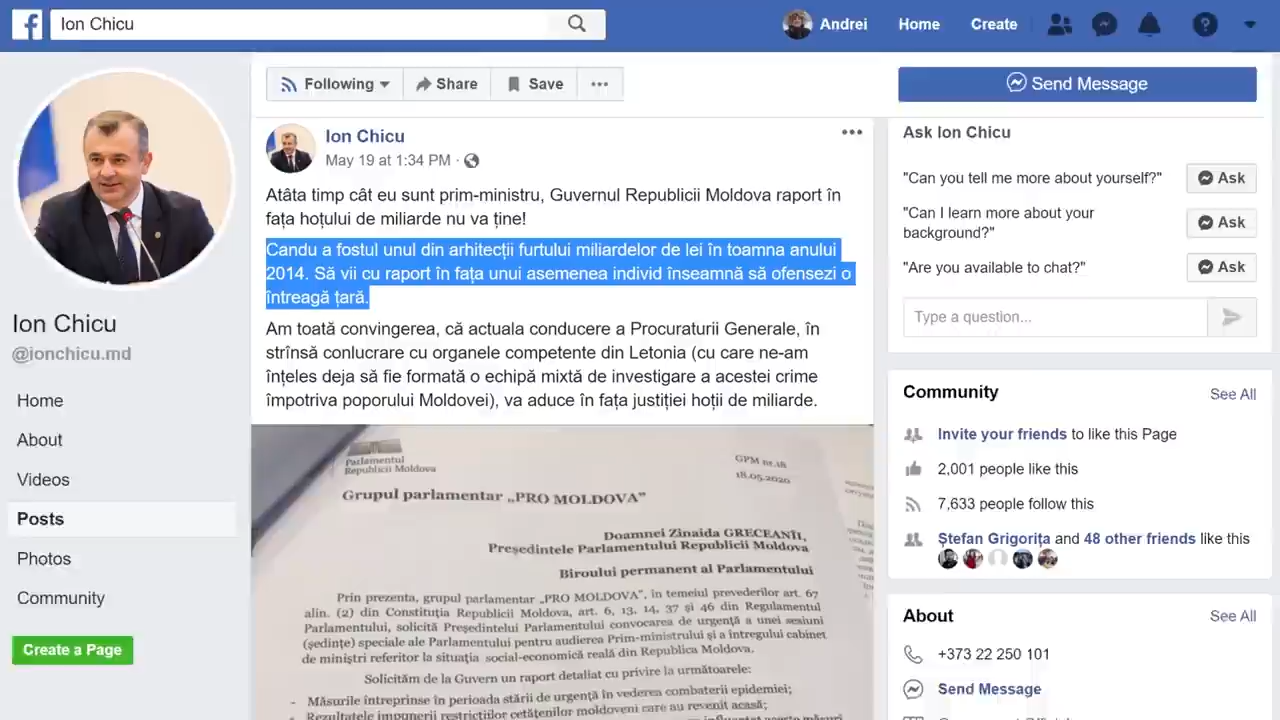 Ion Chicu
Andrei
Home
Create
Following
Share
Save
Send Message
Ion Chicu
May 19 at 1:34 PM ·
Atâta timp cât eu sunt prim-ministru, Guvernul Republicii Moldova raport în
fața hoțului de miliarde nu va ține!
Candu a fostul unul din arhitecții furtului miliardelor de lei în toamna anului
2014. Să vii cu raport în fața unui asemenea individ înseamnă să ofensezi o
întreagă țară.
Am toată convingerea, că actuala conducere a Procuraturii Generale, în
strînsă conlucrare cu organele competente din Letonia (cu care ne-am
înțeles deja să fie formată o echipă mixtă de investigare a acestei crime
împotriva poporului Moldovei), va aduce în fața justiției hoții de miliarde.
Parlamentul
Republicii Moldova
GPM nr.18
18.05.2020
Grupul parlamentar „PRO MOLDOVA”
Doamnei Zinaida GRECEANÎI,
Președintele Parlamentului Republicii Moldova
Biroului permanent al Parlamentului
Prin prezenta, grupul parlamentar „PRO MOLDOVA”, în temeiul prevederilor art. 67
alin. (2) din Constituția Republicii Moldova, art. 6, 13, 14, 37 și 46 din Regulamentul
Parlamentului, solicită Președintelui Parlamentului convocarea de urgență a unei sesiuni
(ședințe) speciale ale Parlamentului pentru audierea Prim-ministrului și a întregului cabinet
de miniștri referitor la situația social-economică reală din Republica Moldova.
Solicităm de la Guvern un raport detaliat cu privire la următoarele:
- Măsurile întreprinse în perioada stării de urgență în vederea combaterii epidemiei;
- Rezultatele impunerii restricțiilor cetățenilor moldoveni care au revenit acasă;
Ion Chicu
@ionchicu.md
Home
About
Videos
Posts
Photos
Community
Create a Page
Ask Ion Chicu
"Can you tell me more about yourself?"
Ask
"Can I learn more about your
background?"
Ask
"Are you available to chat?"
Ask
Type a question...
Community
See All
Invite your friends to like this Page
2,001 people like this
7,633 people follow this
Ștefan Grigorița and 48 other friends like this
About
See All
+373 22 250 101
Send Message